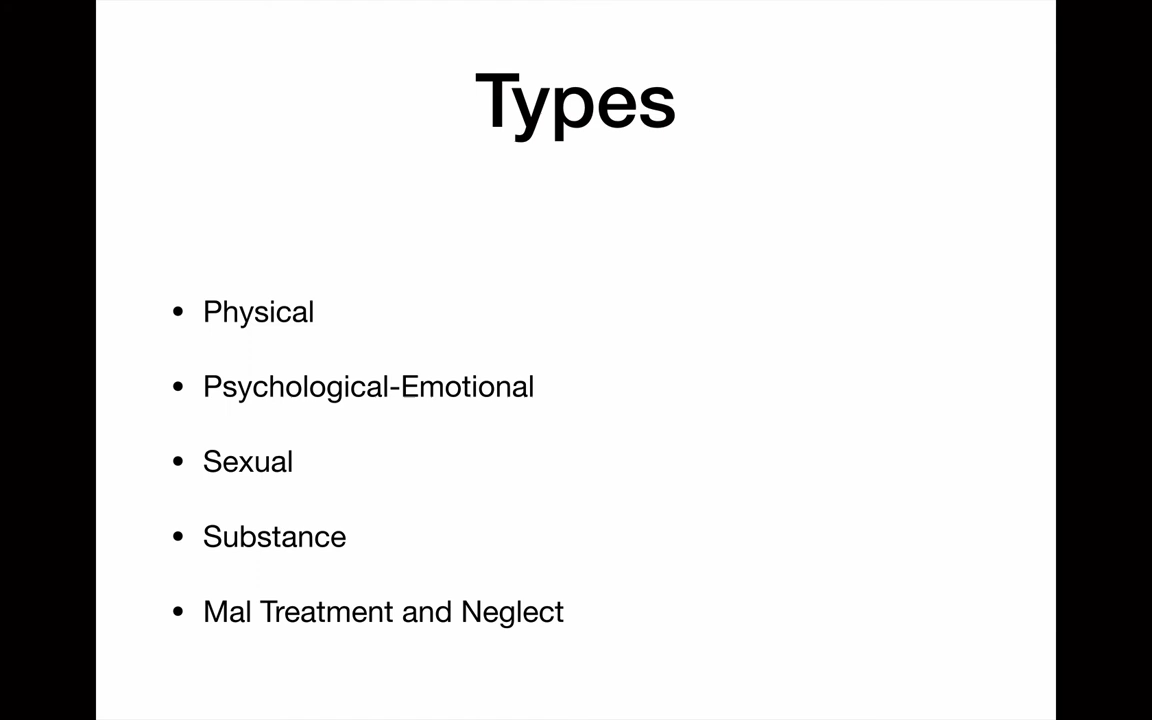 Types
• Physical
• Psychological-Emotional
• Sexual
• Substance
• Mal Treatment and Neglect